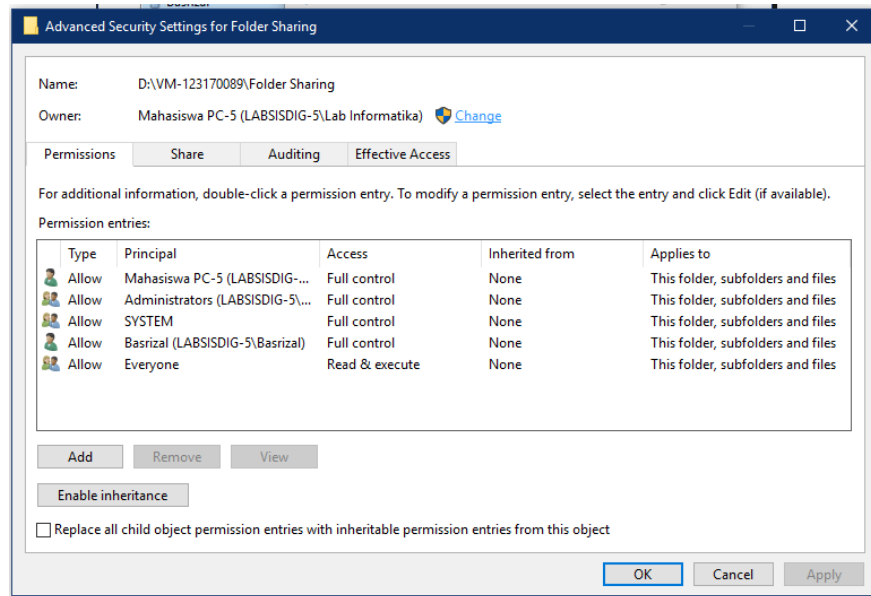 Advanced Security Settings for Folder Sharing
Name: D:\VM-123170089\Folder Sharing
Owner: Mahasiswa PC-5 (LABSISDIG-5\Lab Informatika) Change
Permissions Share Auditing Effective Access
For additional information, double-click a permission entry. To modify a permission entry, select the entry and click Edit (if available).
Permission entries:
Type Principal Access Inherited from Applies to
Allow Mahasiswa PC-5 (LABSISDIG-... Full control None This folder, subfolders and files
Allow Administrators (LABSISDIG-5\... Full control None This folder, subfolders and files
Allow SYSTEM Full control None This folder, subfolders and files
Allow Basrizal (LABSISDIG-5\Basrizal) Full control None This folder, subfolders and files
Allow Everyone Read & execute None This folder, subfolders and files
Add Remove View
Enable inheritance
Replace all child object permission entries with inheritable permission entries from this object
OK Cancel Apply